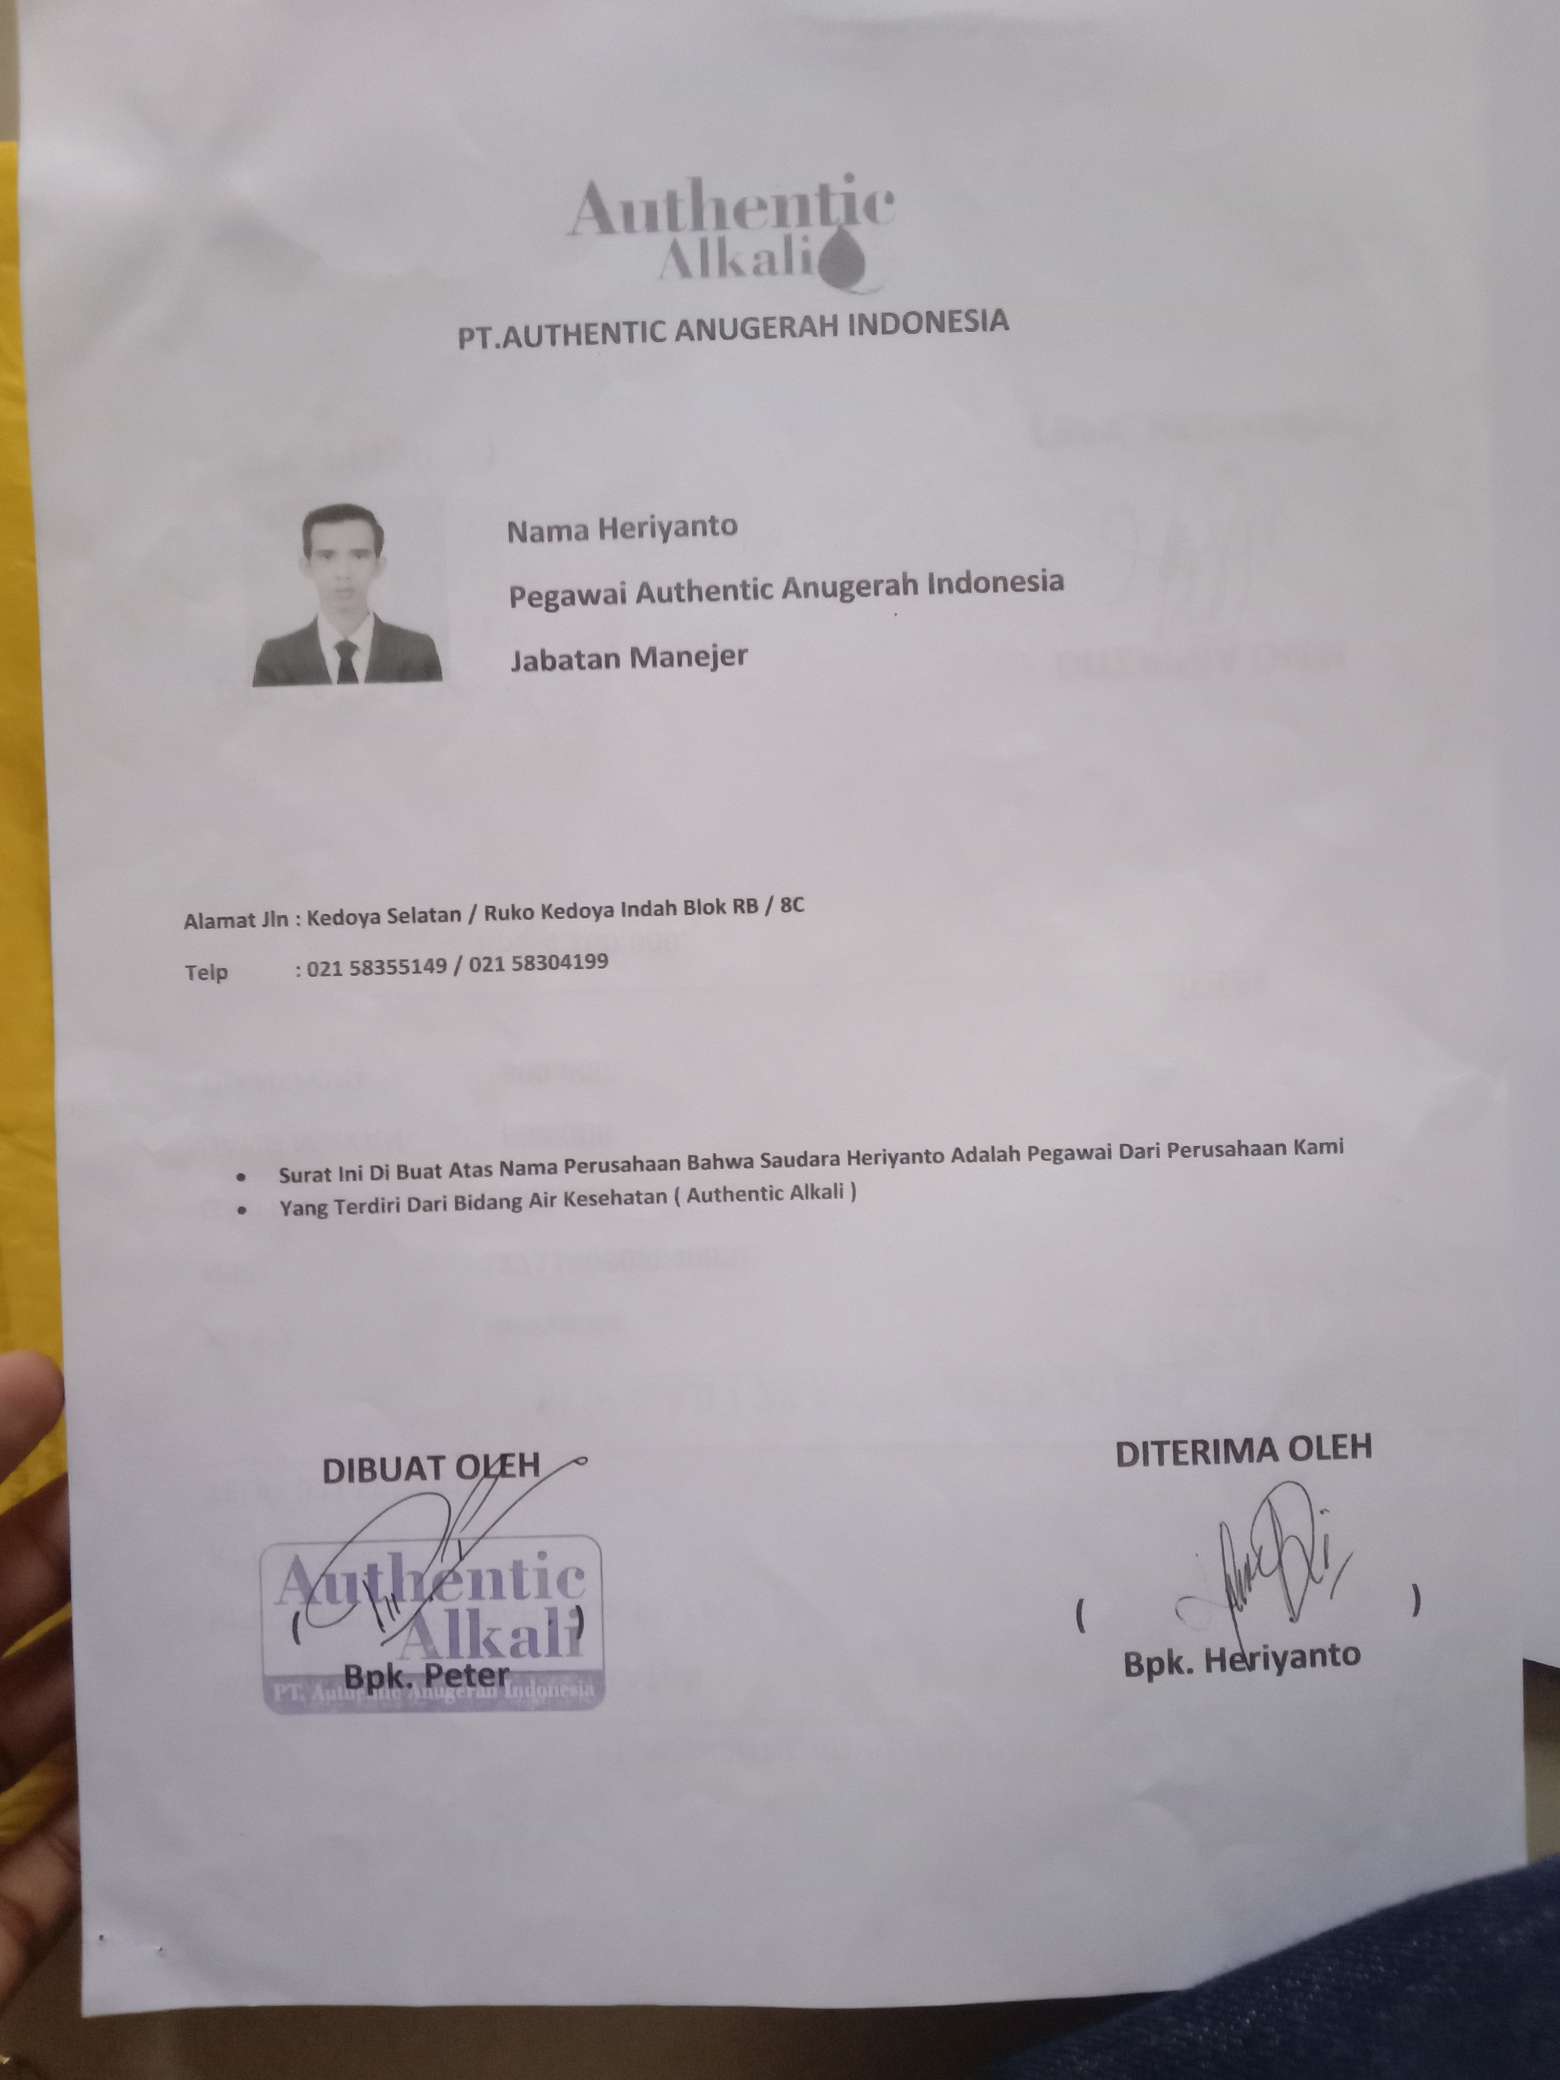 Authentic
Alkali
PT.AUTHENTIC ANUGERAH INDONESIA
Nama Heriyanto
Pegawai Authentic Anugerah Indonesia
Jabatan Manejer
Alamat Jln : Kedoya Selatan / Ruko Kedoya Indah Blok RB / 8C
Telp : 021 58355149 / 021 58304199
• Surat Ini Di Buat Atas Nama Perusahaan Bahwa Saudara Heriyanto Adalah Pegawai Dari Perusahaan Kami
• Yang Terdiri Dari Bidang Air Kesehatan ( Authentic Alkali )
DIBUAT OLEH
Authentic
Alkali
( )
Bpk. Peter
PT. Authentic Anugerah Indonesia
DITERIMA OLEH
( )
Bpk. Heriyanto